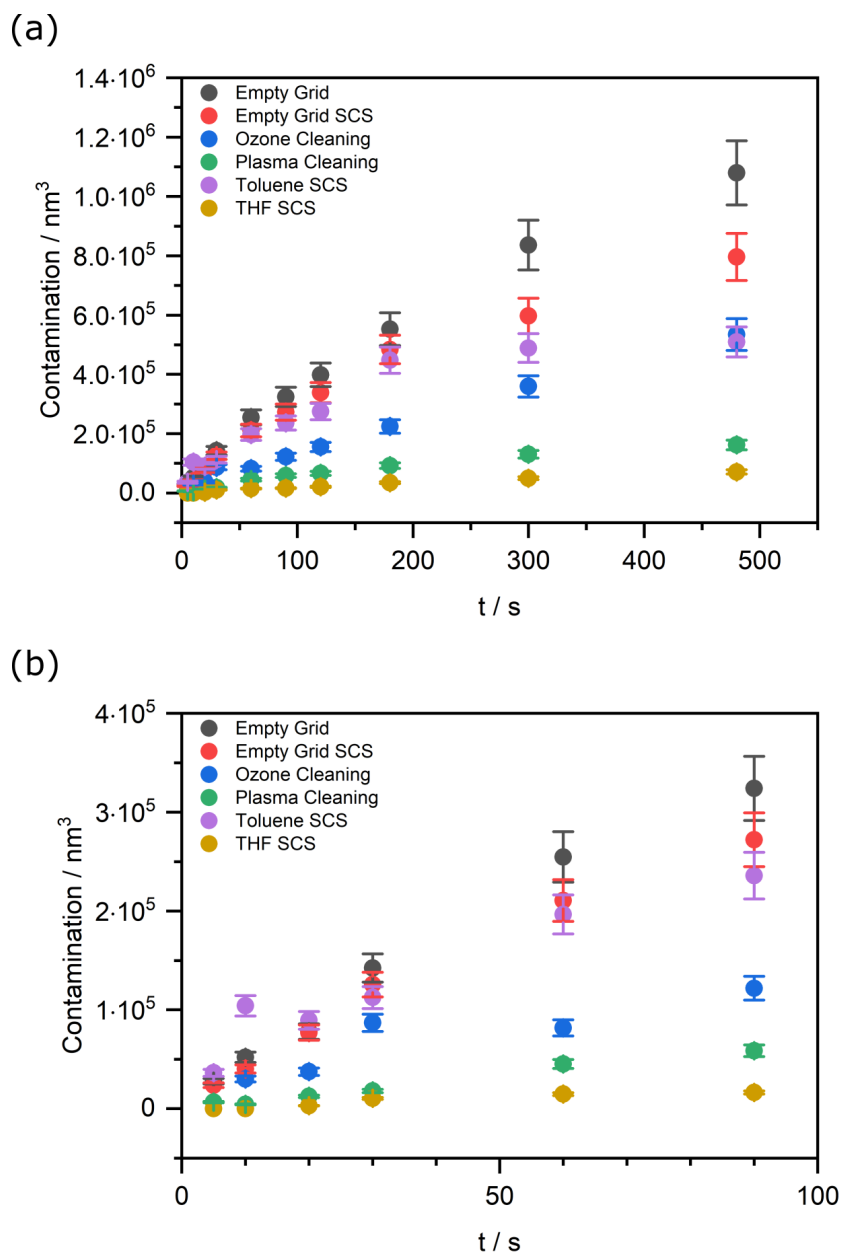 (a)
Contamination / nm³
1.4·10⁶
1.2·10⁶
1.0·10⁶
8.0·10⁵
6.0·10⁵
4.0·10⁵
2.0·10⁵
0.0
Empty Grid
Empty Grid SCS
Ozone Cleaning
Plasma Cleaning
Toluene SCS
THF SCS
0 100 200 300 400 500
t / s
(b)
Contamination / nm³
4·10⁵
3·10⁵
2·10⁵
1·10⁵
0
Empty Grid
Empty Grid SCS
Ozone Cleaning
Plasma Cleaning
Toluene SCS
THF SCS
0 50 100
t / s